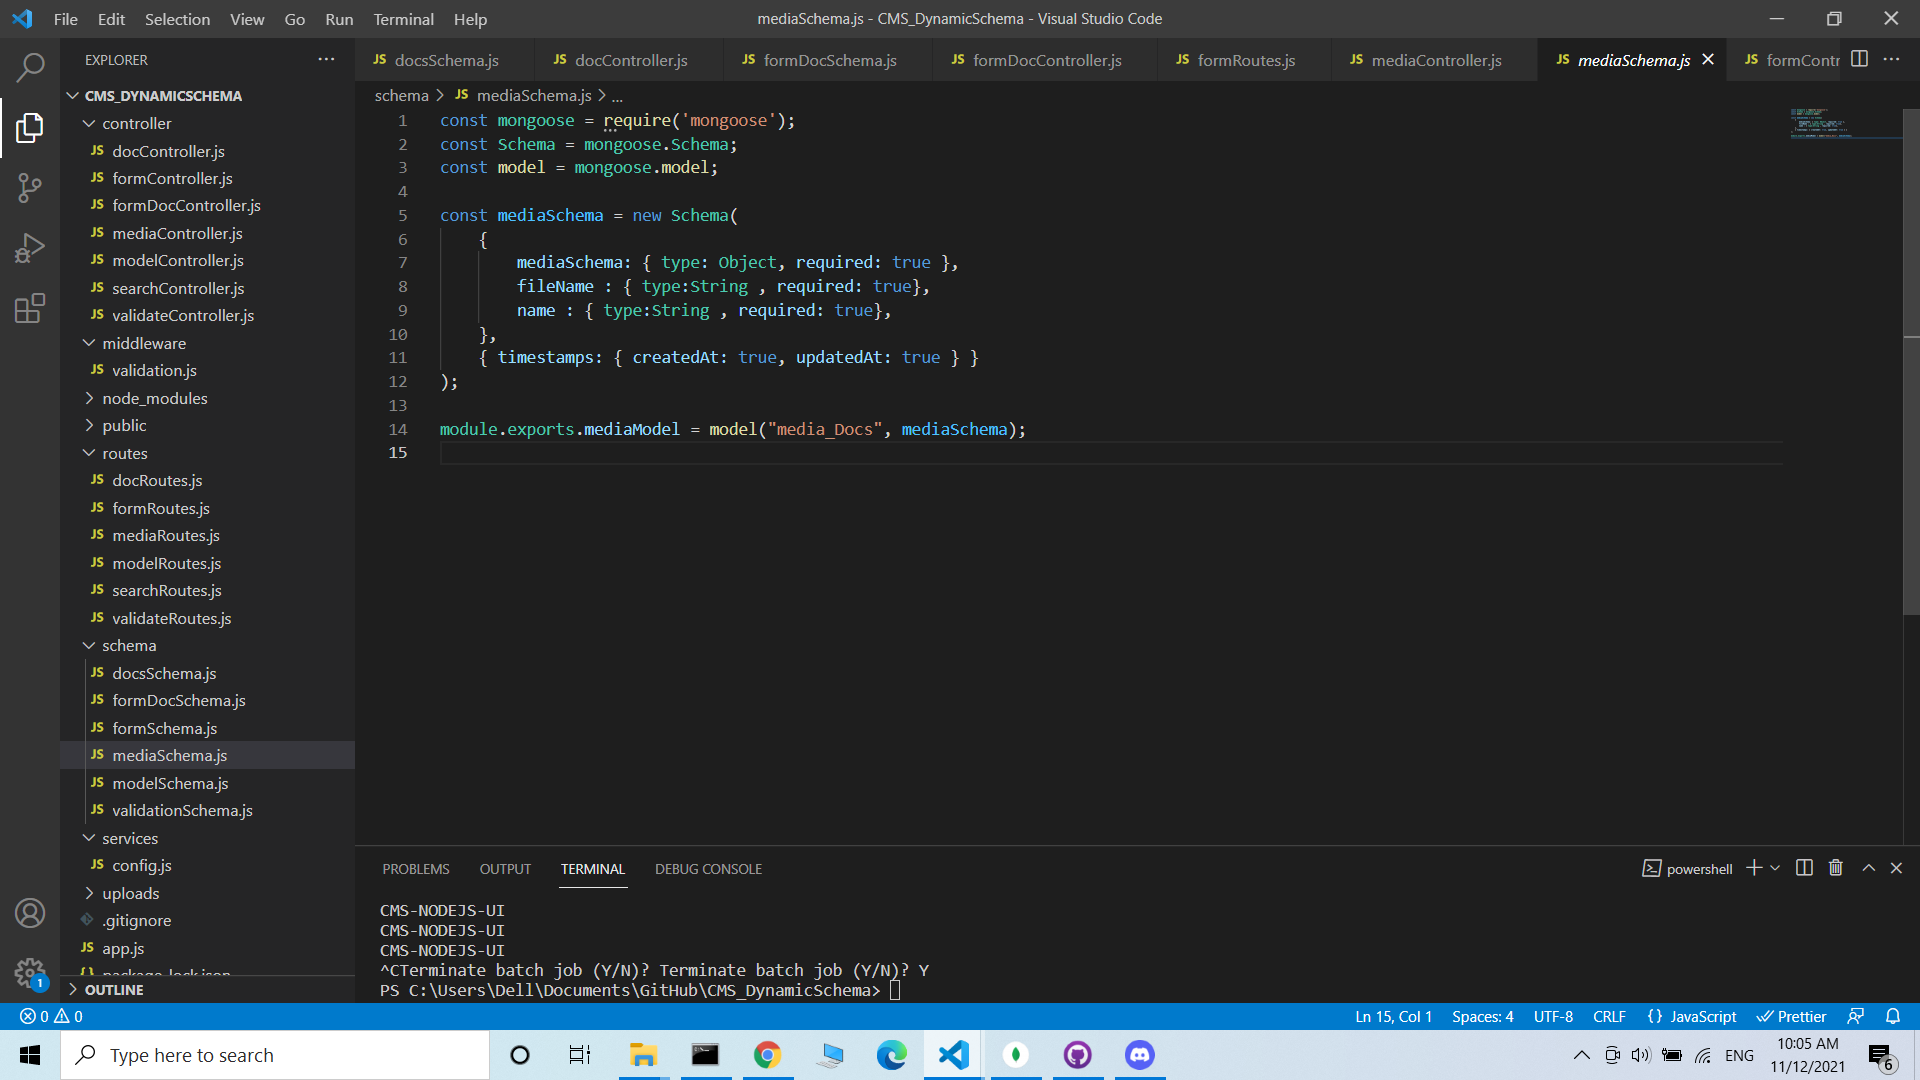 File Edit Selection View Go Run Terminal Help
mediaSchema.js - CMS_DynamicSchema - Visual Studio Code
EXPLORER
CMS_DYNAMICSCHEMA
controller
JS docController.js
JS formController.js
JS formDocController.js
JS mediaController.js
JS modelController.js
JS searchController.js
JS validateController.js
middleware
JS validation.js
node_modules
public
routes
JS docRoutes.js
JS formRoutes.js
JS mediaRoutes.js
JS modelRoutes.js
JS searchRoutes.js
JS validateRoutes.js
schema
JS docsSchema.js
JS formDocSchema.js
JS formSchema.js
JS mediaSchema.js
JS modelSchema.js
JS validationSchema.js
services
JS config.js
uploads
.gitignore
JS app.js
{} package-lock.json
OUTLINE
JS docsSchema.js JS docController.js JS formDocSchema.js JS formDocController.js JS formRoutes.js JS mediaController.js JS mediaSchema.js JS formContr
schema > JS mediaSchema.js > ...
1 const mongoose = require('mongoose');
2 const Schema = mongoose.Schema;
3 const model = mongoose.model;
4
5 const mediaSchema = new Schema(
6 {
7 mediaSchema: { type: Object, required: true },
8 fileName : { type:String , required: true},
9 name : { type:String , required: true},
10 },
11 { timestamps: { createdAt: true, updatedAt: true } }
12 );
13
14 module.exports.mediaModel = model("media_Docs", mediaSchema);
15
PROBLEMS OUTPUT TERMINAL DEBUG CONSOLE
powershell
CMS-NODEJS-UI
CMS-NODEJS-UI
CMS-NODEJS-UI
^CTerminate batch job (Y/N)? Terminate batch job (Y/N)? Y
PS C:\Users\Dell\Documents\GitHub\CMS_DynamicSchema>
1
0 0
Ln 15, Col 1 Spaces: 4 UTF-8 CRLF {} JavaScript Prettier
Type here to search
ENG
10:05 AM
11/12/2021
6